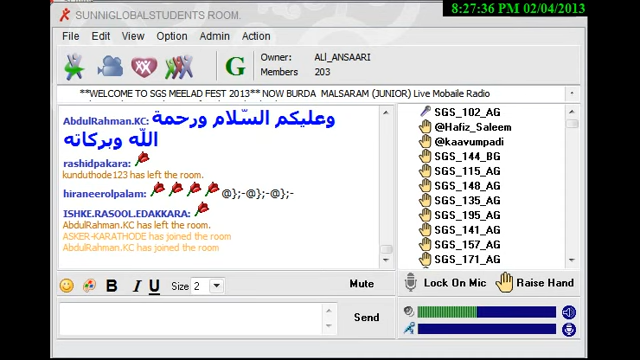 8:27:36 PM 02/04/2013
SUNNIGLOBALSTUDENTS ROOM.
File View Option Admin Action
G
Owner: ALI_ANSAARI
Members 203
**WELCOME TO SGS MEELAD FEST 2013** NOW BURDA MALSARAM (JUNIOR) Live Mobaile Radio
AbdulRahman.KC: وعليكم السّلام ورحمة
اللّه وبركاته
rashidpakara:
kunduthode123 has left the room.
hiraneerolpalam: @};-@};-@};-
ISHKE.RASOOL.EDAKKARA:
AbdulRahman.KC has left the room.
ASKER-KARATHODE has joined the room
AbdulRahman.KC has joined the room
SGS_102_AG
@Hafiz_Saleem
@kaavumpadi
SGS_144_BG
SGS_115_AG
SGS_148_AG
SGS_135_AG
SGS_195_AG
SGS_141_AG
SGS_157_AG
SGS_171_AG
B I U Size 2 Mute
Lock On Mic Raise Hand
Send